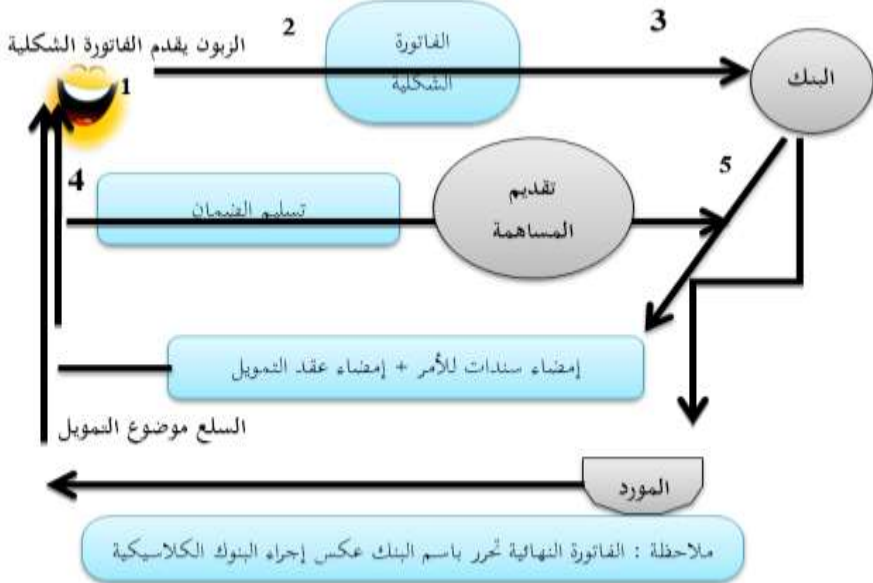 2
3
الزبون يقدم الفاتورة الشكلية
الفاتورة
الشكلية
البنك
1
4
5
تسليم الضمان
تقديم
المساهمة
إمضاء سندات للأمر + إمضاء عقد التمويل
السلع موضوع التمويل
المورد
ملاحظة : الفاتورة النهائية تحرر باسم البنك عكس إجراء البنوك الكلاسيكية